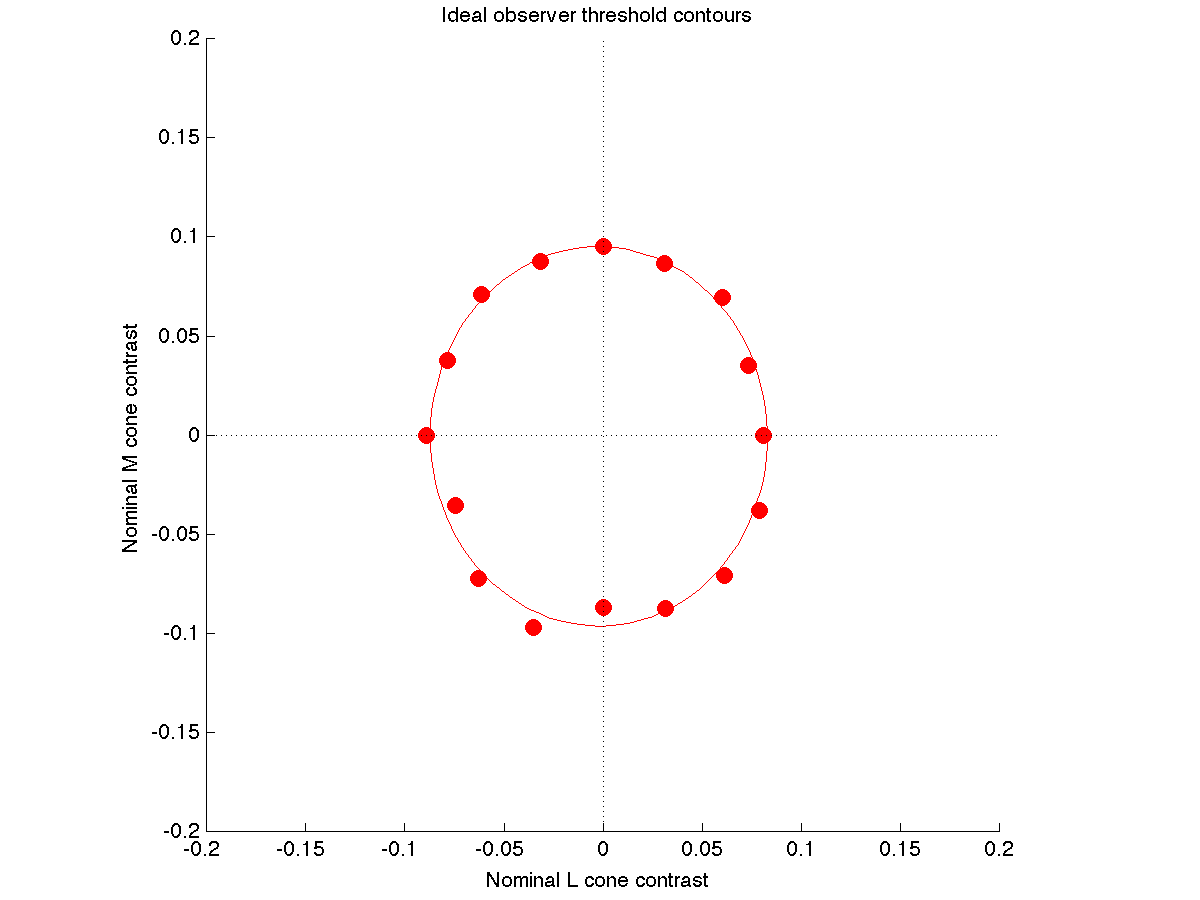 Ideal observer threshold contours
0.2
0.15
0.1
0.05
0
-0.05
-0.1
-0.15
-0.2
Nominal M cone contrast
-0.2 -0.15 -0.1 -0.05 0 0.05 0.1 0.15 0.2
Nominal L cone contrast